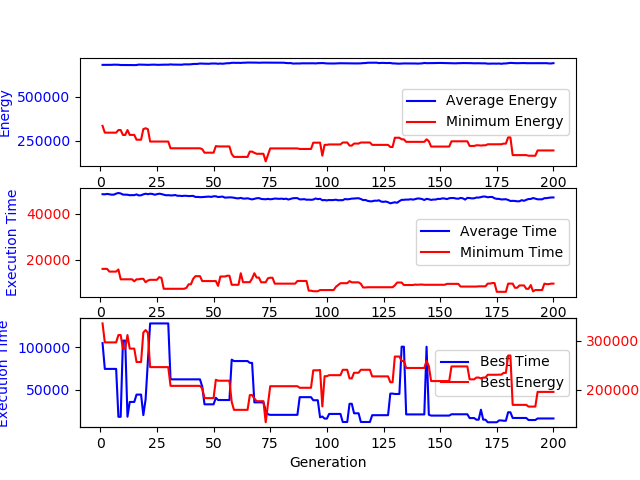 Energy
500000
250000
Average Energy
Minimum Energy
0 25 50 75 100 125 150 175 200
Execution Time
40000
20000
Average Time
Minimum Time
0 25 50 75 100 125 150 175 200
Execution Time
100000
50000
Best Time
Best Energy
300000
200000
0 25 50 75 100 125 150 175 200
Generation